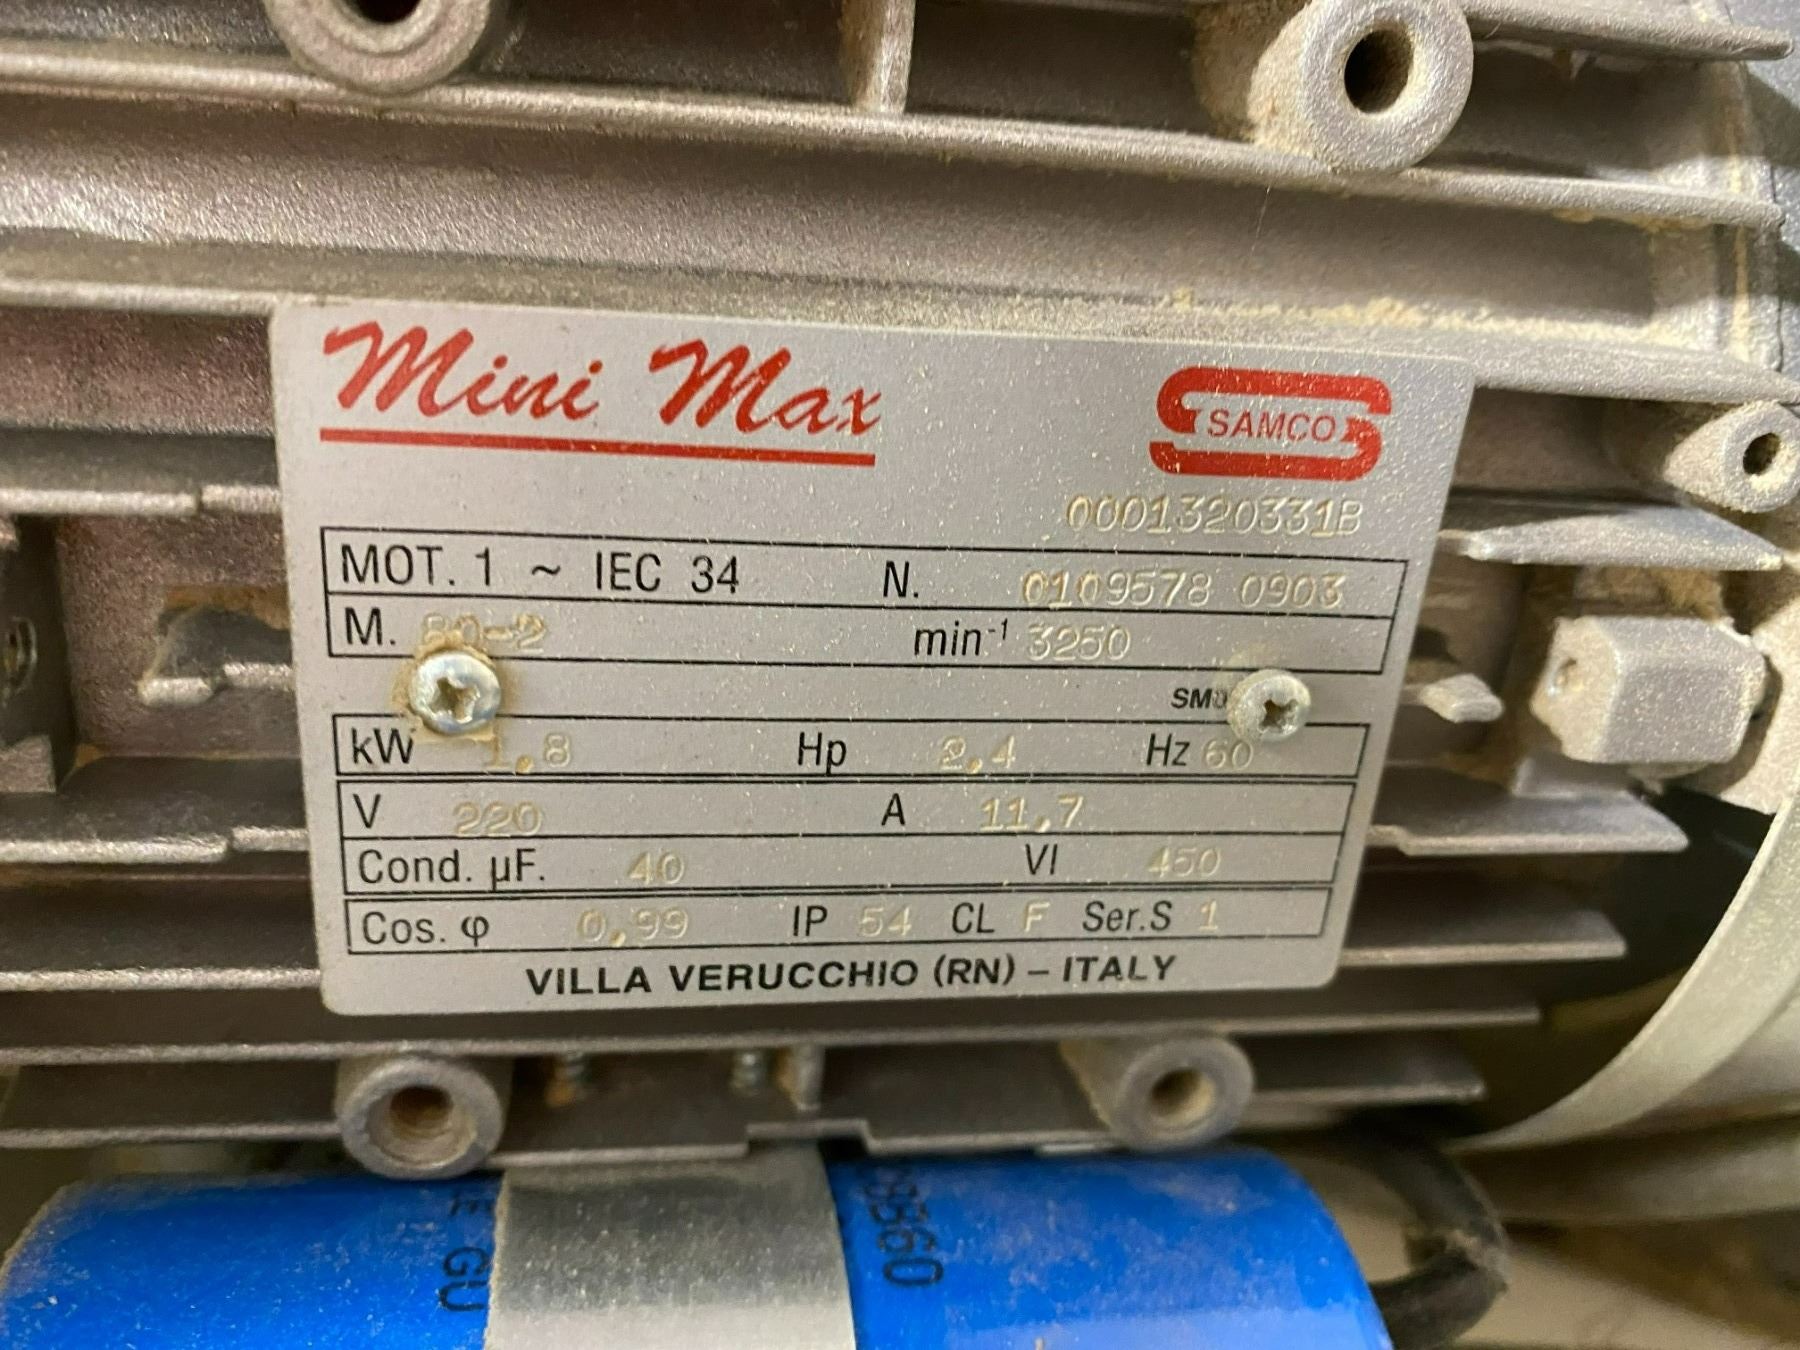 Mini Max
SAMCO
0001320331B
MOT. 1 ~ IEC 34 N. 0109578 0903
M. 80-2 min-1 3250
kW 1,8 Hp 2,4 Hz 60
V 220 A 11,7
Cond. µF. 40 Vl 450
Cos. φ 0,99 IP 54 CL F Ser.S 1
VILLA VERUCCHIO (RN) – ITALY
GU